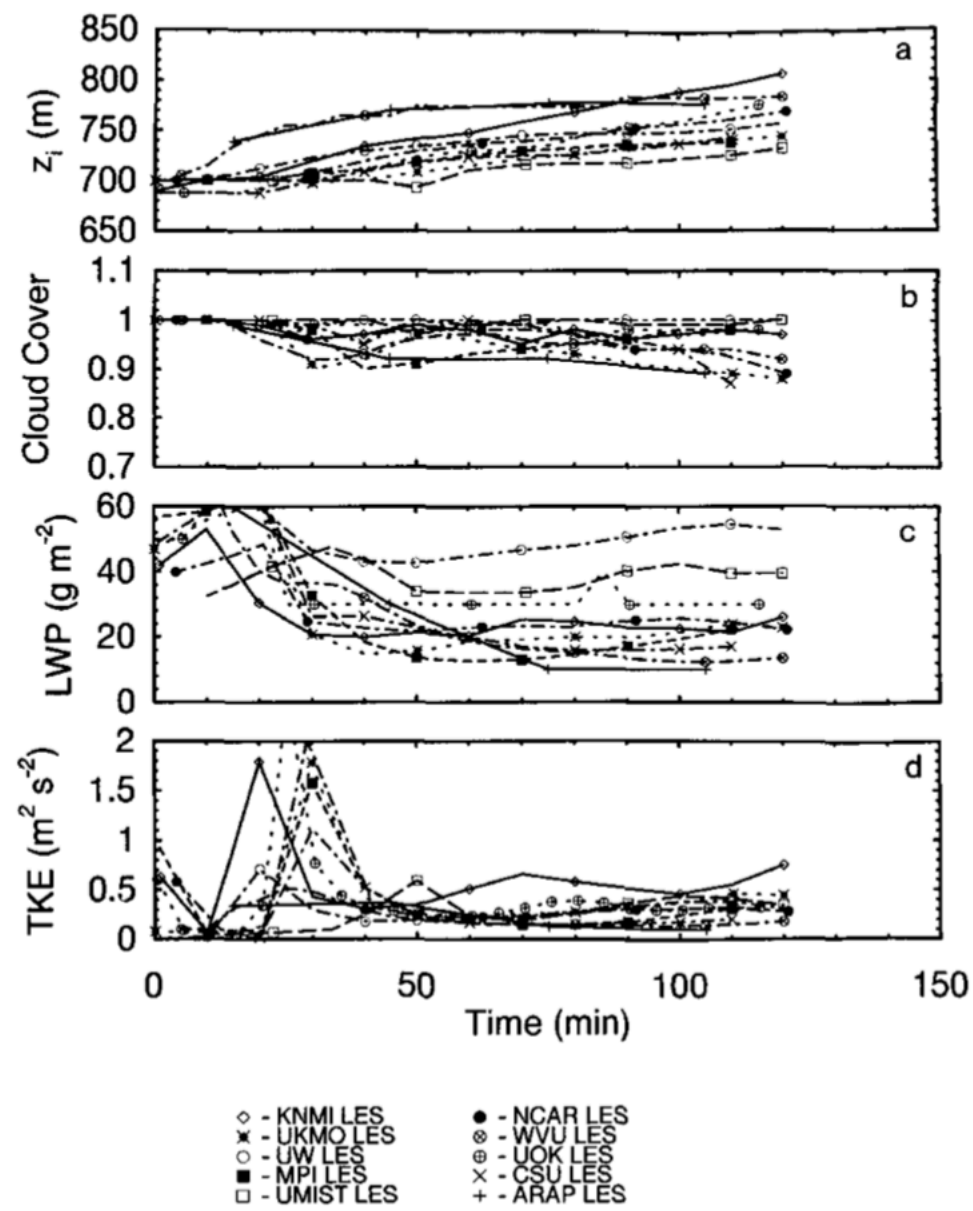 850
800
750
700
650
z_i (m)
a
1.1
1
0.9
0.8
0.7
Cloud Cover
b
60
40
20
0
LWP (g m⁻²)
c
2
1.5
1
0.5
0
TKE (m² s⁻²)
d
0 50 100 150
Time (min)
◇ - KNMI LES ● - NCAR LES
✱ - UKMO LES ⊗ - WVU LES
○ - UW LES ⊕ - UOK LES
■ - MPI LES × - CSU LES
□ - UMIST LES + - ARAP LES